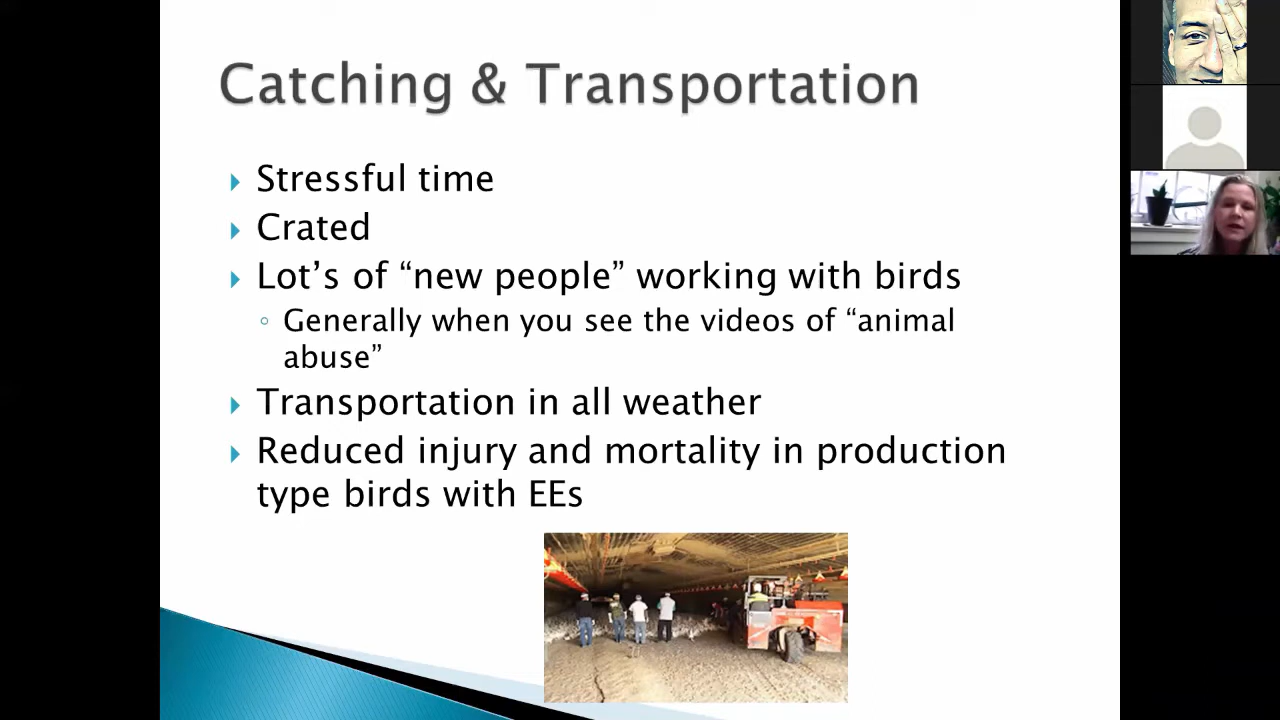 Catching & Transportation
Stressful time
Crated
Lot’s of “new people” working with birds
Generally when you see the videos of “animal
abuse”
Transportation in all weather
Reduced injury and mortality in production
type birds with EEs